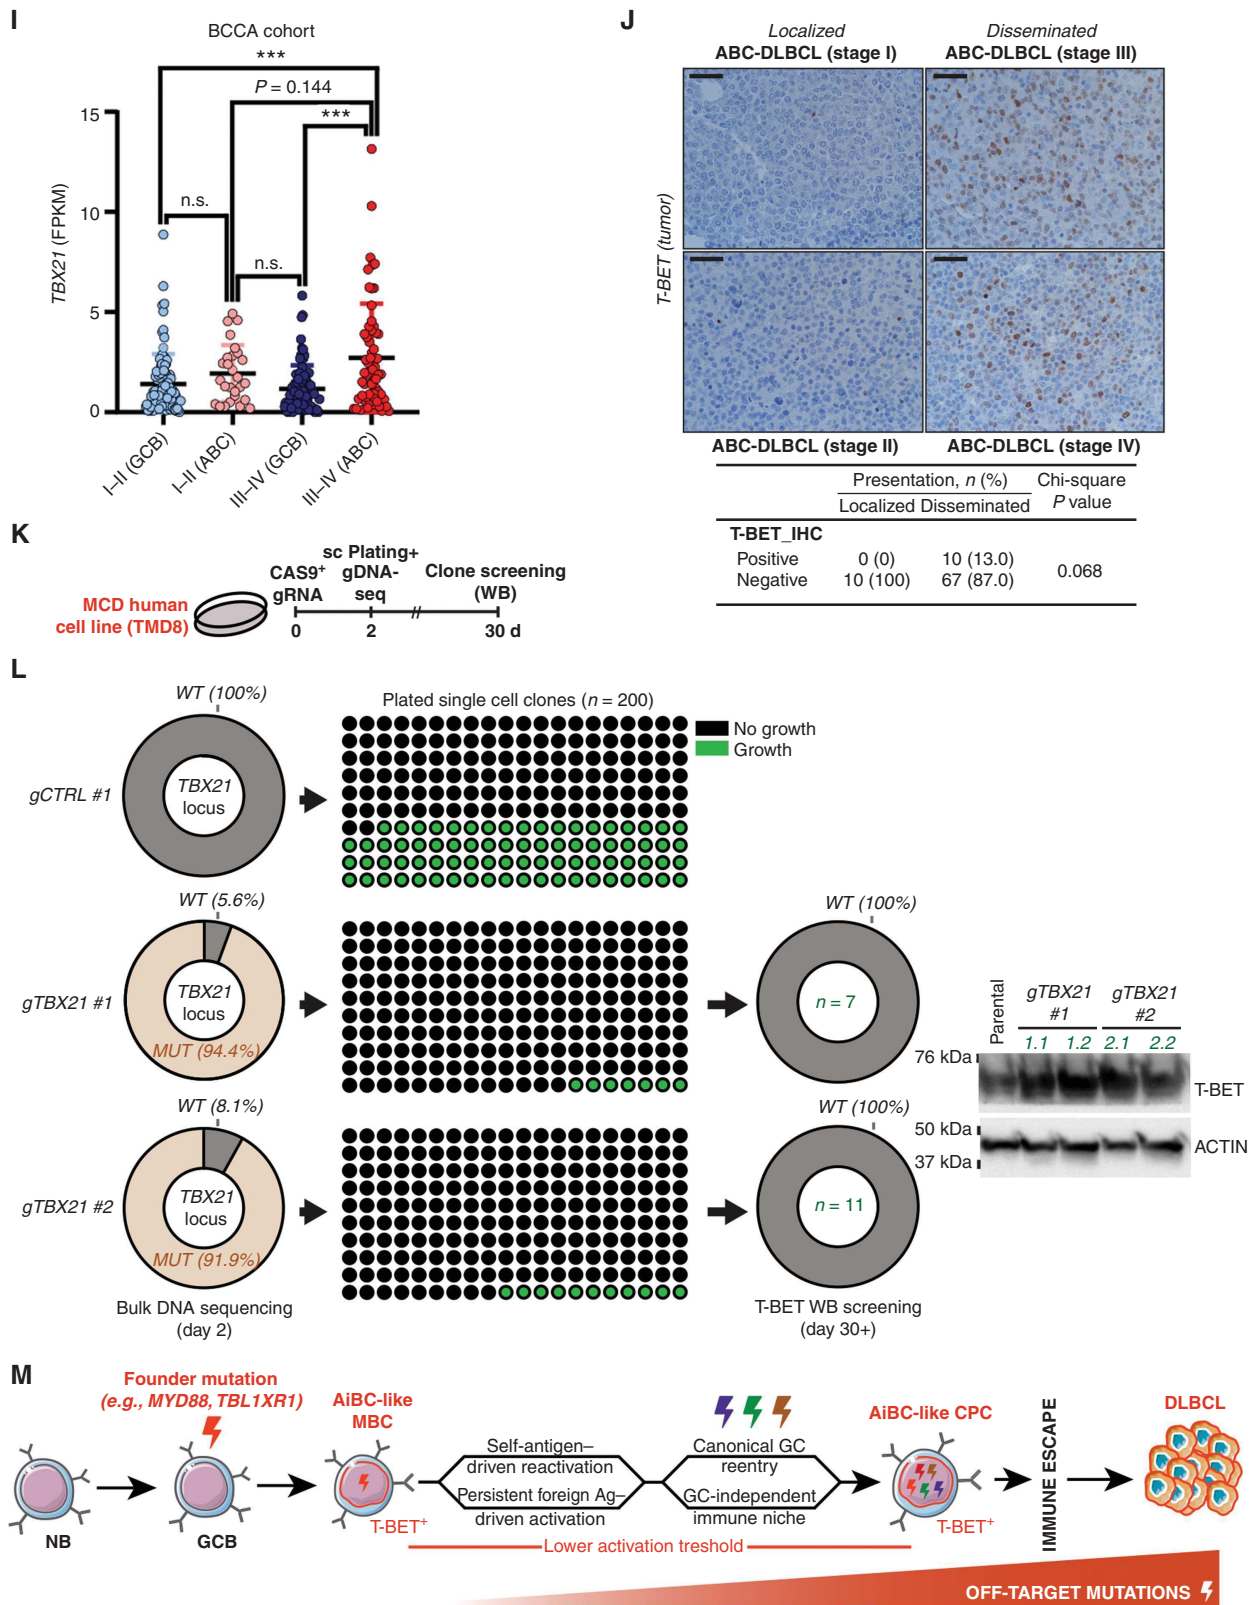 I
BCCA cohort
***
P = 0.144
***
n.s.
n.s.
TBX21 (FPKM)
15
10
5
0
I–II (GCB)
I–II (ABC)
III–IV (GCB)
III–IV (ABC)
J
Localized
ABC-DLBCL (stage I)
Disseminated
ABC-DLBCL (stage III)
T-BET (tumor)
ABC-DLBCL (stage II)
ABC-DLBCL (stage IV)
Presentation, n (%)
Chi-square
P value
Localized Disseminated
T-BET_IHC
Positive 0 (0) 10 (13.0)
Negative 10 (100) 67 (87.0)
0.068
K
MCD human
cell line (TMD8)
CAS9+
gRNA
sc Plating+
gDNA-
seq
Clone screening
(WB)
0
2
30 d
L
WT (100%)
Plated single cell clones (n = 200)
No growth
Growth
gCTRL #1
TBX21
locus
WT (5.6%)
gTBX21 #1
TBX21
locus
MUT (94.4%)
WT (100%)
n = 7
WT (8.1%)
gTBX21 #2
TBX21
locus
MUT (91.9%)
WT (100%)
n = 11
Bulk DNA sequencing
(day 2)
T-BET WB screening
(day 30+)
Parental
gTBX21
#1
gTBX21
#2
1.1 1.2 2.1 2.2
76 kDa
T-BET
50 kDa
37 kDa
ACTIN
M
Founder mutation
(e.g., MYD88, TBL1XR1)
NB
GCB
AiBC-like
MBC
T-BET+
Self-antigen–
driven reactivation
Persistent foreign Ag–
driven activation
Canonical GC
reentry
GC-independent
immune niche
Lower activation treshold
AiBC-like CPC
T-BET+
IMMUNE ESCAPE
DLBCL
OFF-TARGET MUTATIONS